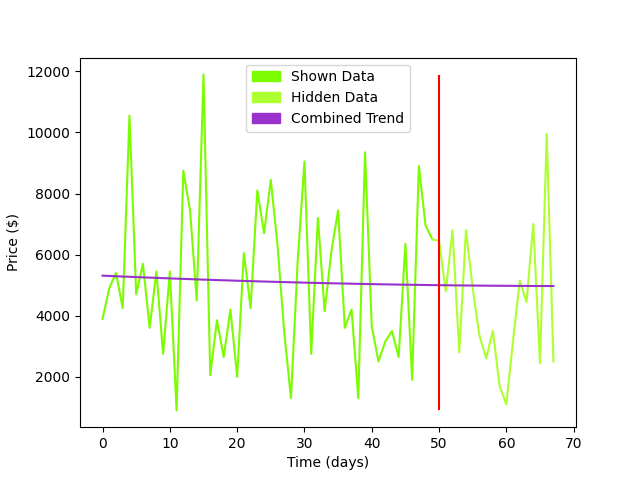 12000
10000
8000
6000
4000
2000
Price ($)
Shown Data
Hidden Data
Combined Trend
0 10 20 30 40 50 60 70
Time (days)